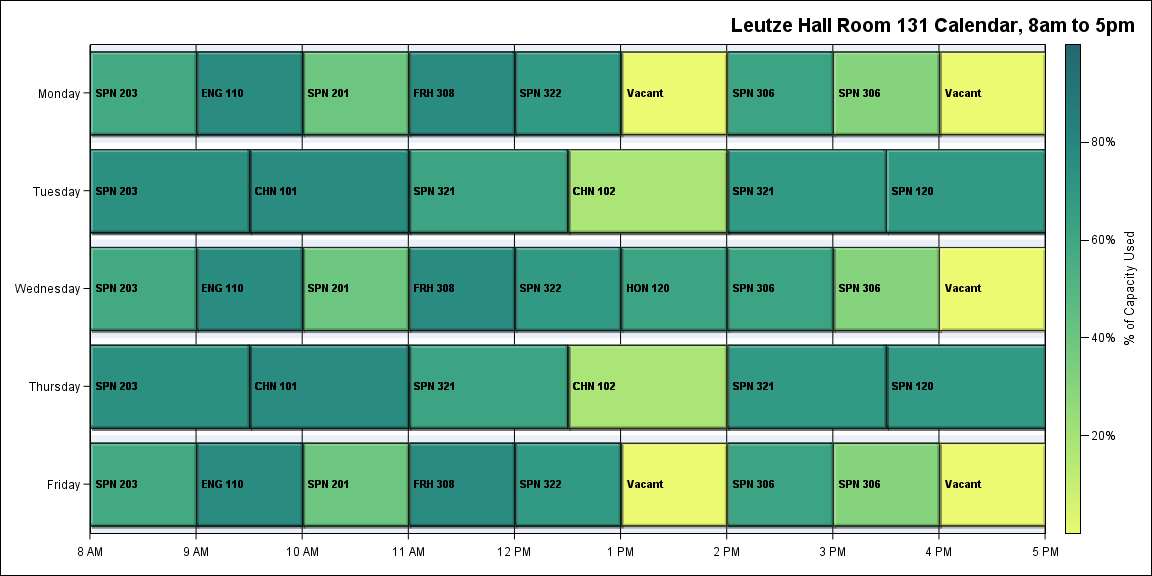 Leutze Hall Room 131 Calendar, 8am to 5pm
Monday
SPN 203
ENG 110
SPN 201
FRH 308
SPN 322
Vacant
SPN 306
SPN 306
Vacant
Tuesday
SPN 203
CHN 101
SPN 321
CHN 102
SPN 321
SPN 120
Wednesday
SPN 203
ENG 110
SPN 201
FRH 308
SPN 322
HON 120
SPN 306
SPN 306
Vacant
Thursday
SPN 203
CHN 101
SPN 321
CHN 102
SPN 321
SPN 120
Friday
SPN 203
ENG 110
SPN 201
FRH 308
SPN 322
Vacant
SPN 306
SPN 306
Vacant
8 AM
9 AM
10 AM
11 AM
12 PM
1 PM
2 PM
3 PM
4 PM
5 PM
80%
60%
40%
20%
% of Capacity Used